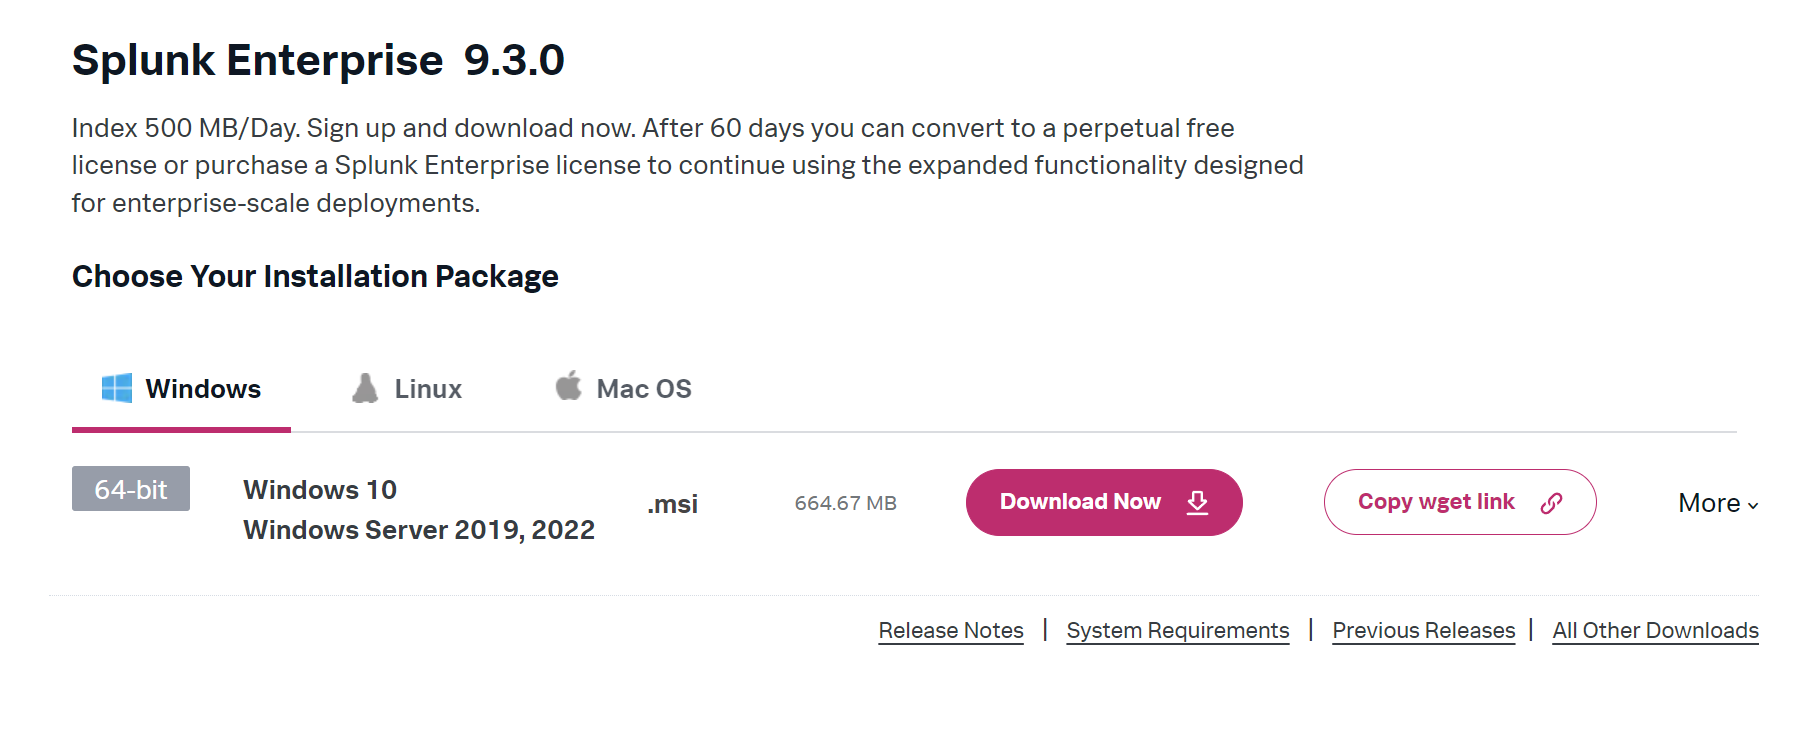 Splunk Enterprise 9.3.0
Index 500 MB/Day. Sign up and download now. After 60 days you can convert to a perpetual free
license or purchase a Splunk Enterprise license to continue using the expanded functionality designed
for enterprise-scale deployments.
Choose Your Installation Package
Windows Linux Mac OS
64-bit Windows 10 .msi 664.67 MB Download Now Copy wget link More
Windows Server 2019, 2022
Release Notes | System Requirements | Previous Releases | All Other Downloads